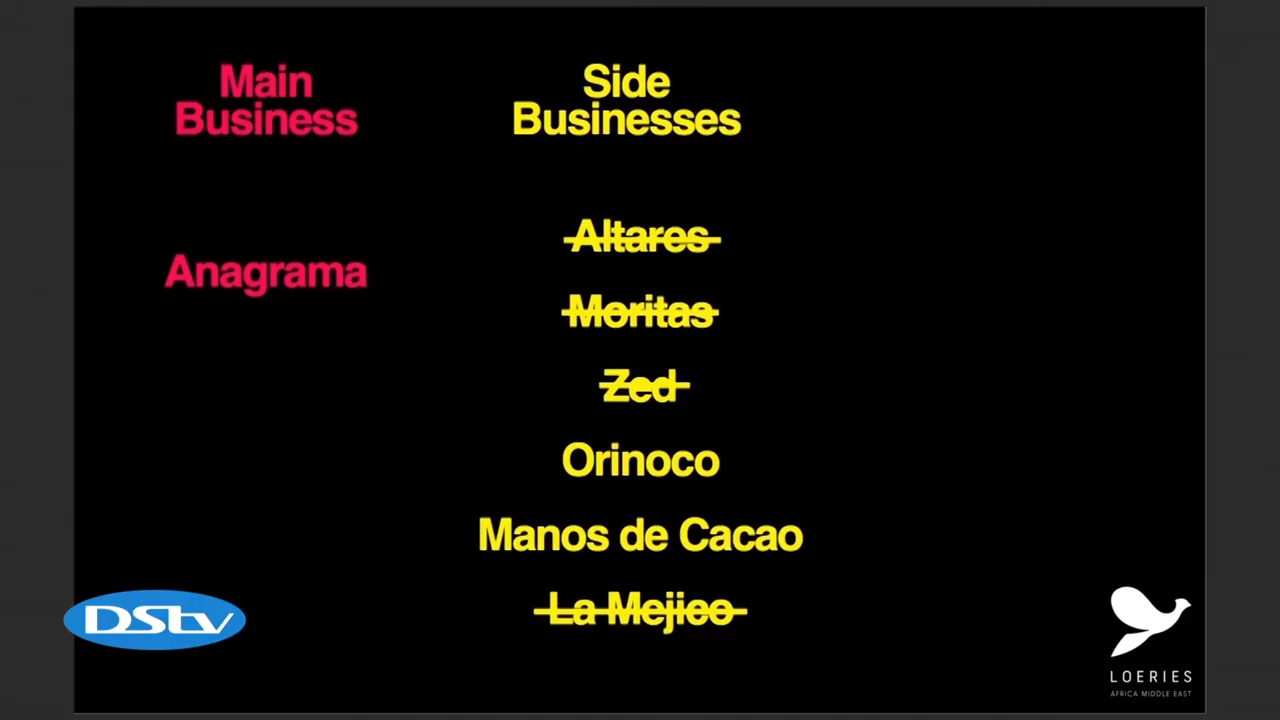 Main
Business
Side
Businesses
Anagrama
Altares
Moritas
Zed
Orinoco
Manos de Cacao
La Mejico
DStv
LOERIES
AFRICA MIDDLE EAST